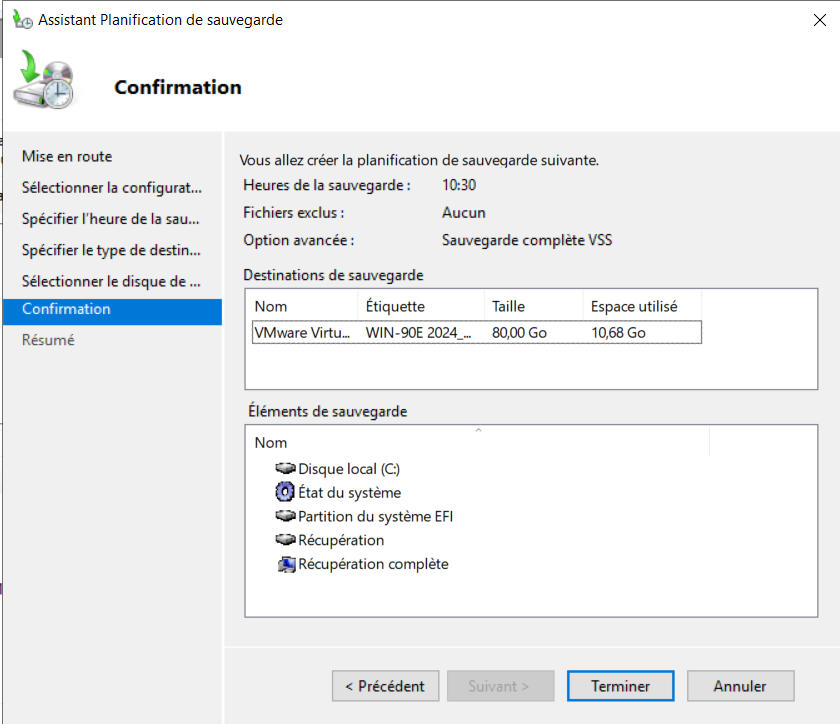 Assistant Planification de sauvegarde
Confirmation
Mise en route
Sélectionner la configurat...
Spécifier l'heure de la sau...
Spécifier le type de destin...
Sélectionner le disque de ...
Confirmation
Résumé
Vous allez créer la planification de sauvegarde suivante.
Heures de la sauvegarde : 10:30
Fichiers exclus : Aucun
Option avancée : Sauvegarde complète VSS
Destinations de sauvegarde
Nom Étiquette Taille Espace utilisé
VMware Virtu... WIN-90E 2024_... 80,00 Go 10,68 Go
Éléments de sauvegarde
Nom
Disque local (C:)
État du système
Partition du système EFI
Récupération
Récupération complète
< Précédent Suivant > Terminer Annuler